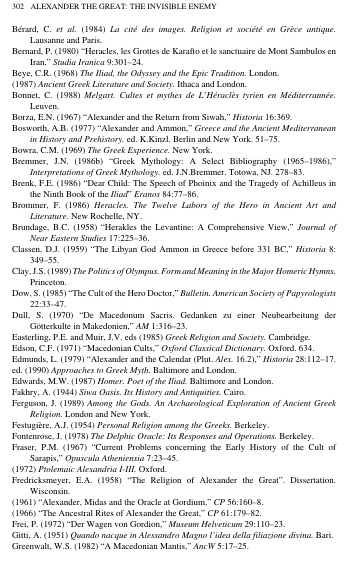 302 ALEXANDER THE GREAT: THE INVISIBLE ENEMY
Bérard, C. et al. (1984) La cité des images. Religion et société en Grèce antique.
Lausanne and Paris.
Bernard, P. (1980) “Heracles, les Grottes de Karafto et le sanctuaire de Mont Sambulos en
Iran,” Studia Iranica 9:301–24.
Beye, C.R. (1968) The Iliad, the Odyssey and the Epic Tradition. London.
(1987) Ancient Greek Literature and Society. Ithaca and London.
Bonnet, C. (1988) Melgart. Cultes et mythes de L’Héraclès tyrien en Méditerrannée.
Leuven.
Borza, E.N. (1967) “Alexander and the Return from Siwah,” Historia 16:369.
Bosworth, A.B. (1977) “Alexander and Ammon,” Greece and the Ancient Mediterranean
in History and Prehistory. ed. K.Kinzl. Berlin and New York. 51–75.
Bowra, C.M. (1969) The Greek Experience. New York.
Bremmer, J.N. (1986b) “Greek Mythology: A Select Bibliography (1965–1986),”
Interpretations of Greek Mythology. ed. J.N.Bremmer. Totowa, NJ. 278–83.
Brenk, F.E. (1986) “Dear Child: The Speech of Phoinix and the Tragedy of Achilleus in
the Ninth Book of the Iliad” Eranos 84:77–86.
Brommer, F. (1986) Heracles. The Twelve Labors of the Hero in Ancient Art and
Literature. New Rochelle, NY.
Brundage, B.C. (1958) “Herakles the Levantine: A Comprehensive View,” Journal of
Near Eastern Studies 17:225–36.
Classen, D.J. (1959) “The Libyan God Ammon in Greece before 331 BC,” Historia 8:
349–55.
Clay, J.S. (1989) The Politics of Olympus. Form and Meaning in the Major Homeric Hymns.
Princeton.
Dow, S. (1985) “The Cult of the Hero Doctor,” Bulletin. American Society of Papyrologists
22:33–47.
Dull, S. (1970) “De Macedonum Sacris. Gedanken zu einer Neubearbeitung der
Götterkulte in Makedonien,” AM 1:316–23.
Easterling, P.E. and Muir, J.V. eds (1985) Greek Religion and Society. Cambridge.
Edson, C.F. (1971) “Macedonian Cults,” Oxford Classical Dictionary. Oxford. 634.
Edmunds, L. (1979) “Alexander and the Calendar (Plut. Alex. 16.2),” Historia 28:112–17.
ed. (1990) Approaches to Greek Myth. Baltimore and London.
Edwards, M.W. (1987) Homer. Poet of the Iliad. Baltimore and London.
Fakhry, A. (1944) Siwa Oasis. Its History and Antiquities. Cairo.
Ferguson, J. (1989) Among the Gods. An Archaeological Exploration of Ancient Greek
Religion. London and New York.
Festugière, A.J. (1954) Personal Religion among the Greeks. Berkeley.
Fontenrose, J. (1978) The Delphic Oracle: Its Responses and Operations. Berkeley.
Fraser, P.M. (1967) “Current Problems concerning the Early History of the Cult of
Sarapis,” Opuscula Atheniensia 7:23–45.
(1972) Ptolemaic Alexandria I-III. Oxford.
Fredricksmeyer, E.A. (1958) “The Religion of Alexander the Great”. Dissertation.
Wisconsin.
(1961) “Alexander, Midas and the Oracle at Gordium,” CP 56:160–8.
(1966) “The Ancestral Rites of Alexander the Great,” CP 61:179–82.
Frei, P. (1972) “Der Wagen von Gordion,” Museum Helveticum 29:110–23.
Gitti, A. (1951) Quando nacque in Alessandro Magno l’idea della filiazione divina. Bari.
Greenwalt, W.S. (1982) “A Macedonian Mantis,” AncW 5:17–25.